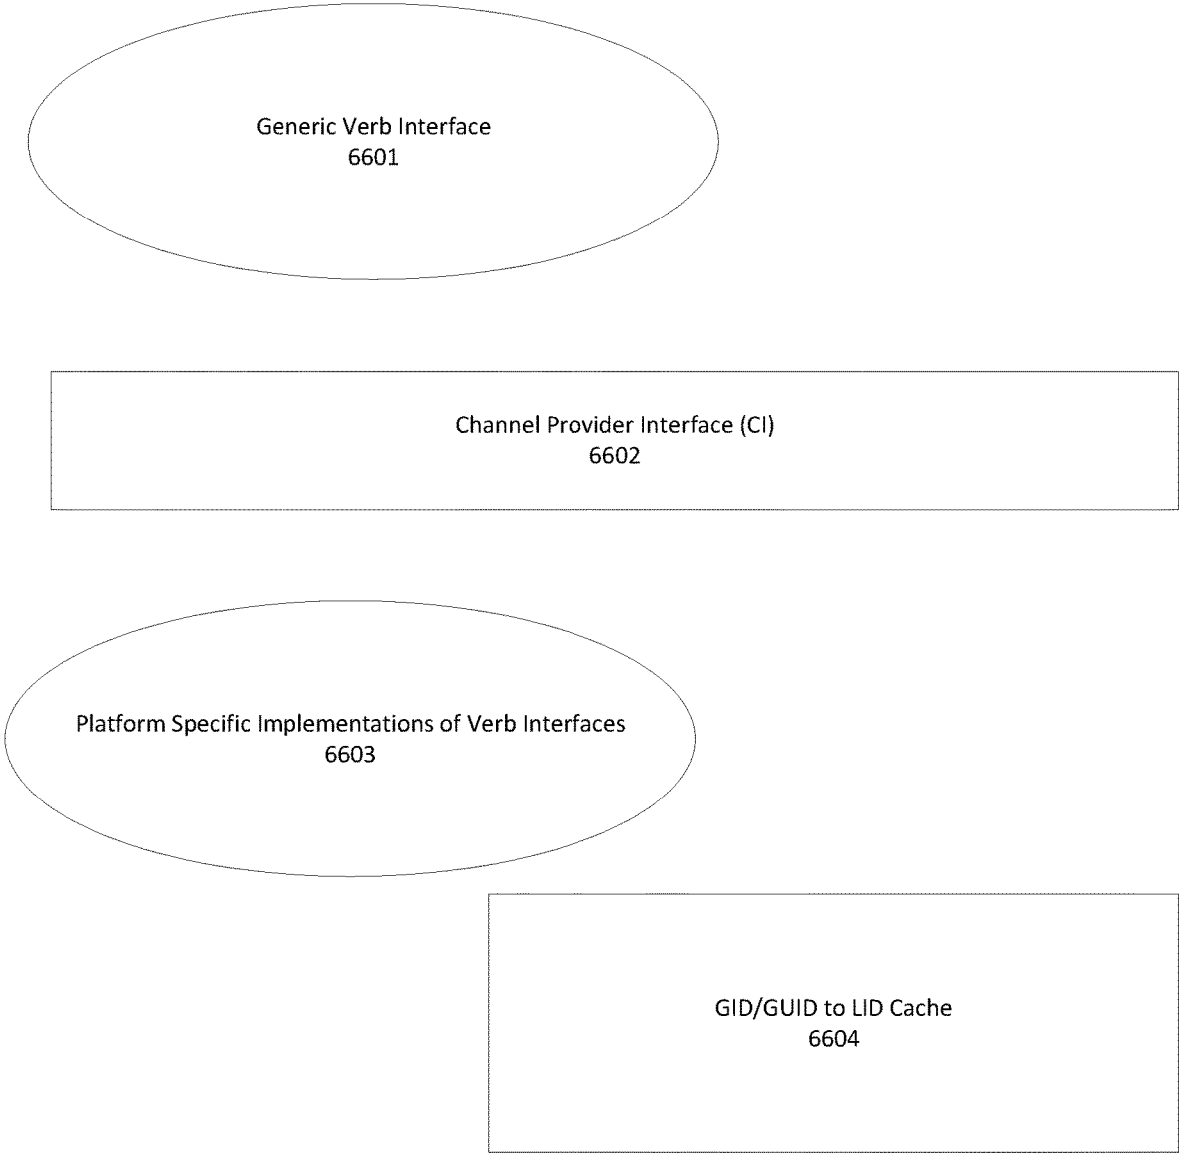 Generic Verb Interface
6601
Channel Provider Interface (CI)
6602
Platform Specific Implementations of Verb Interfaces
6603
GID/GUID to LID Cache
6604